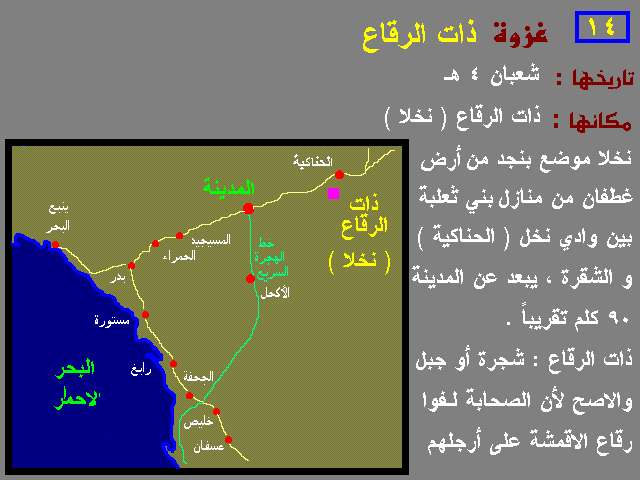 ١٤
غزوة ذات الرقاع
تاريخها : شعبان ٤ هـ
مكانها : ذات الرقاع ( نخلا )
نخلا موضع بنجد من أرض
غطفان من منازل بني ثعلبة
بين وادي نخل ( الحناكية )
و الشقرة ، يبعد عن المدينة
٩٠ كلم تقريباً .
ذات الرقاع : شجرة أو جبل
والاصح لأن الصحابة لـفوا
رقاع الاقمشة على أرجلهم
الحناكية
المدينة
ذات
الرقاع
( نخلا )
ينبع
البحر
المسيجيد
الحمراء
خط
الهجرة
السريع
بدر
الأكحل
مستورة
رابغ
الجحفة
البحر
الاحمر
خليص
عسفان